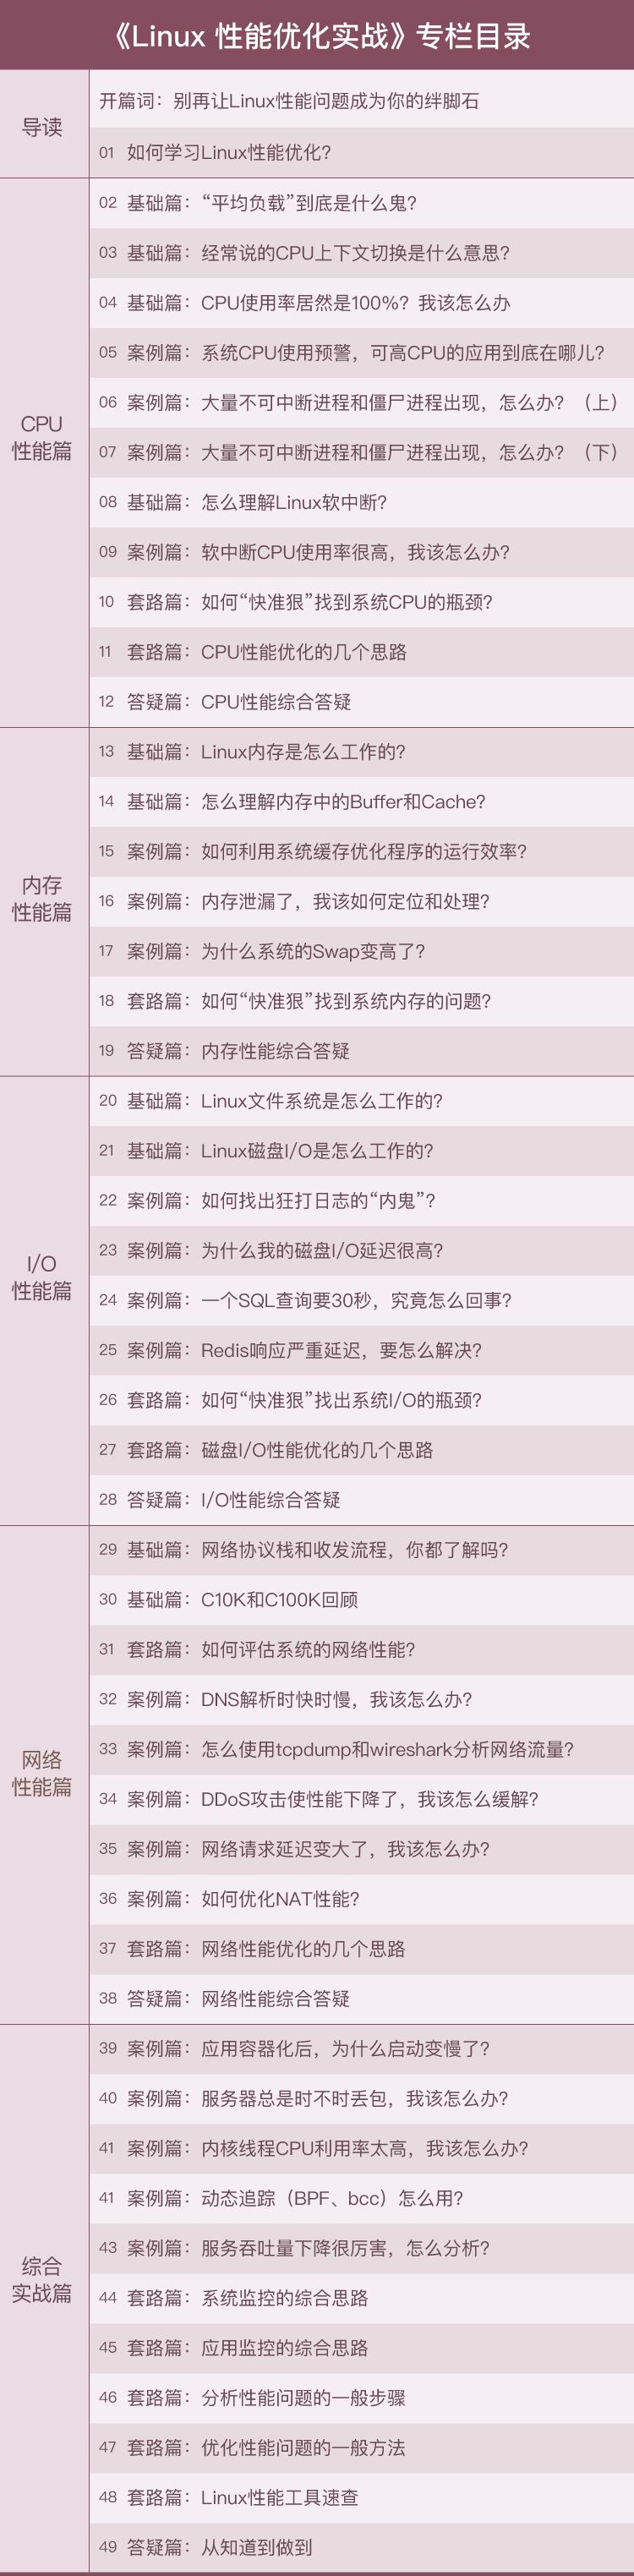 《Linux 性能优化实战》专栏目录
导读
开篇词：别再让Linux性能问题成为你的绊脚石
01 如何学习Linux性能优化？
CPU
性能篇
02 基础篇：“平均负载”到底是什么鬼？
03 基础篇：经常说的CPU上下文切换是什么意思？
04 基础篇：CPU使用率居然是100%？我该怎么办
05 案例篇：系统CPU使用预警，可高CPU的应用到底在哪儿？
06 案例篇：大量不可中断进程和僵尸进程出现，怎么办？（上）
07 案例篇：大量不可中断进程和僵尸进程出现，怎么办？（下）
08 基础篇：怎么理解Linux软中断？
09 案例篇：软中断CPU使用率很高，我该怎么办？
10 套路篇：如何“快准狠”找到系统CPU的瓶颈？
11 套路篇：CPU性能优化的几个思路
12 答疑篇：CPU性能综合答疑
内存
性能篇
13 基础篇：Linux内存是怎么工作的？
14 基础篇：怎么理解内存中的Buffer和Cache？
15 案例篇：如何利用系统缓存优化程序的运行效率？
16 案例篇：内存泄漏了，我该如何定位和处理？
17 案例篇：为什么系统的Swap变高了？
18 套路篇：如何“快准狠”找到系统内存的问题？
19 答疑篇：内存性能综合答疑
I/O
性能篇
20 基础篇：Linux文件系统是怎么工作的？
21 基础篇：Linux磁盘I/O是怎么工作的？
22 案例篇：如何找出狂打日志的“内鬼”？
23 案例篇：为什么我的磁盘I/O延迟很高？
24 案例篇：一个SQL查询要30秒，究竟怎么回事？
25 案例篇：Redis响应严重延迟，要怎么解决？
26 套路篇：如何“快准狠”找出系统I/O的瓶颈？
27 套路篇：磁盘I/O性能优化的几个思路
28 答疑篇：I/O性能综合答疑
网络
性能篇
29 基础篇：网络协议栈和收发流程，你都了解吗？
30 基础篇：C10K和C100K回顾
31 套路篇：如何评估系统的网络性能？
32 案例篇：DNS解析时快时慢，我该怎么办？
33 案例篇：怎么使用tcpdump和wireshark分析网络流量？
34 案例篇：DDoS攻击使性能下降了，我该怎么缓解？
35 案例篇：网络请求延迟变大了，我该怎么办？
36 案例篇：如何优化NAT性能？
37 套路篇：网络性能优化的几个思路
38 答疑篇：网络性能综合答疑
综合
实战篇
39 案例篇：应用容器化后，为什么启动变慢了？
40 案例篇：服务器总是时不时丢包，我该怎么办？
41 案例篇：内核线程CPU利用率太高，我该怎么办？
41 案例篇：动态追踪（BPF、bcc）怎么用？
43 案例篇：服务吞吐量下降很厉害，怎么分析？
44 套路篇：系统监控的综合思路
45 套路篇：应用监控的综合思路
46 套路篇：分析性能问题的一般步骤
47 套路篇：优化性能问题的一般方法
48 套路篇：Linux性能工具速查
49 答疑篇：从知道到做到